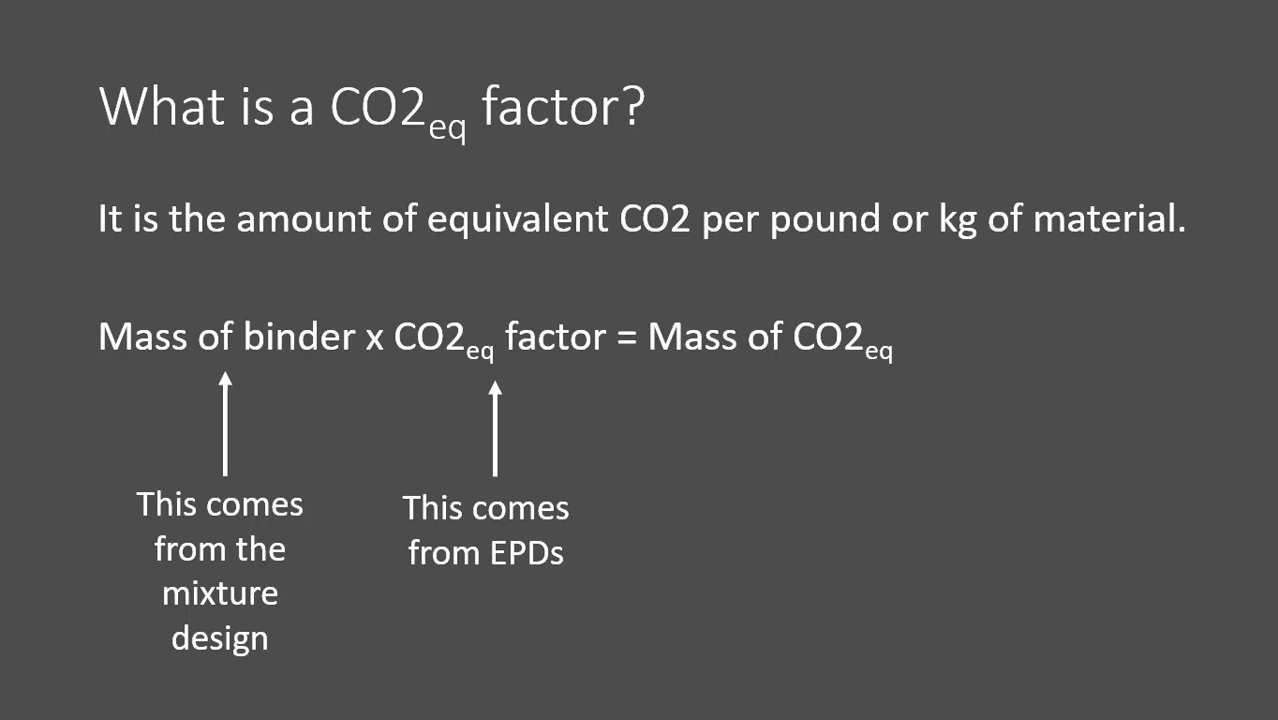 What is a CO2eq factor?
It is the amount of equivalent CO2 per pound or kg of material.
Mass of binder x CO2eq factor = Mass of CO2eq
This comes
from the
mixture
design
This comes
from EPDs